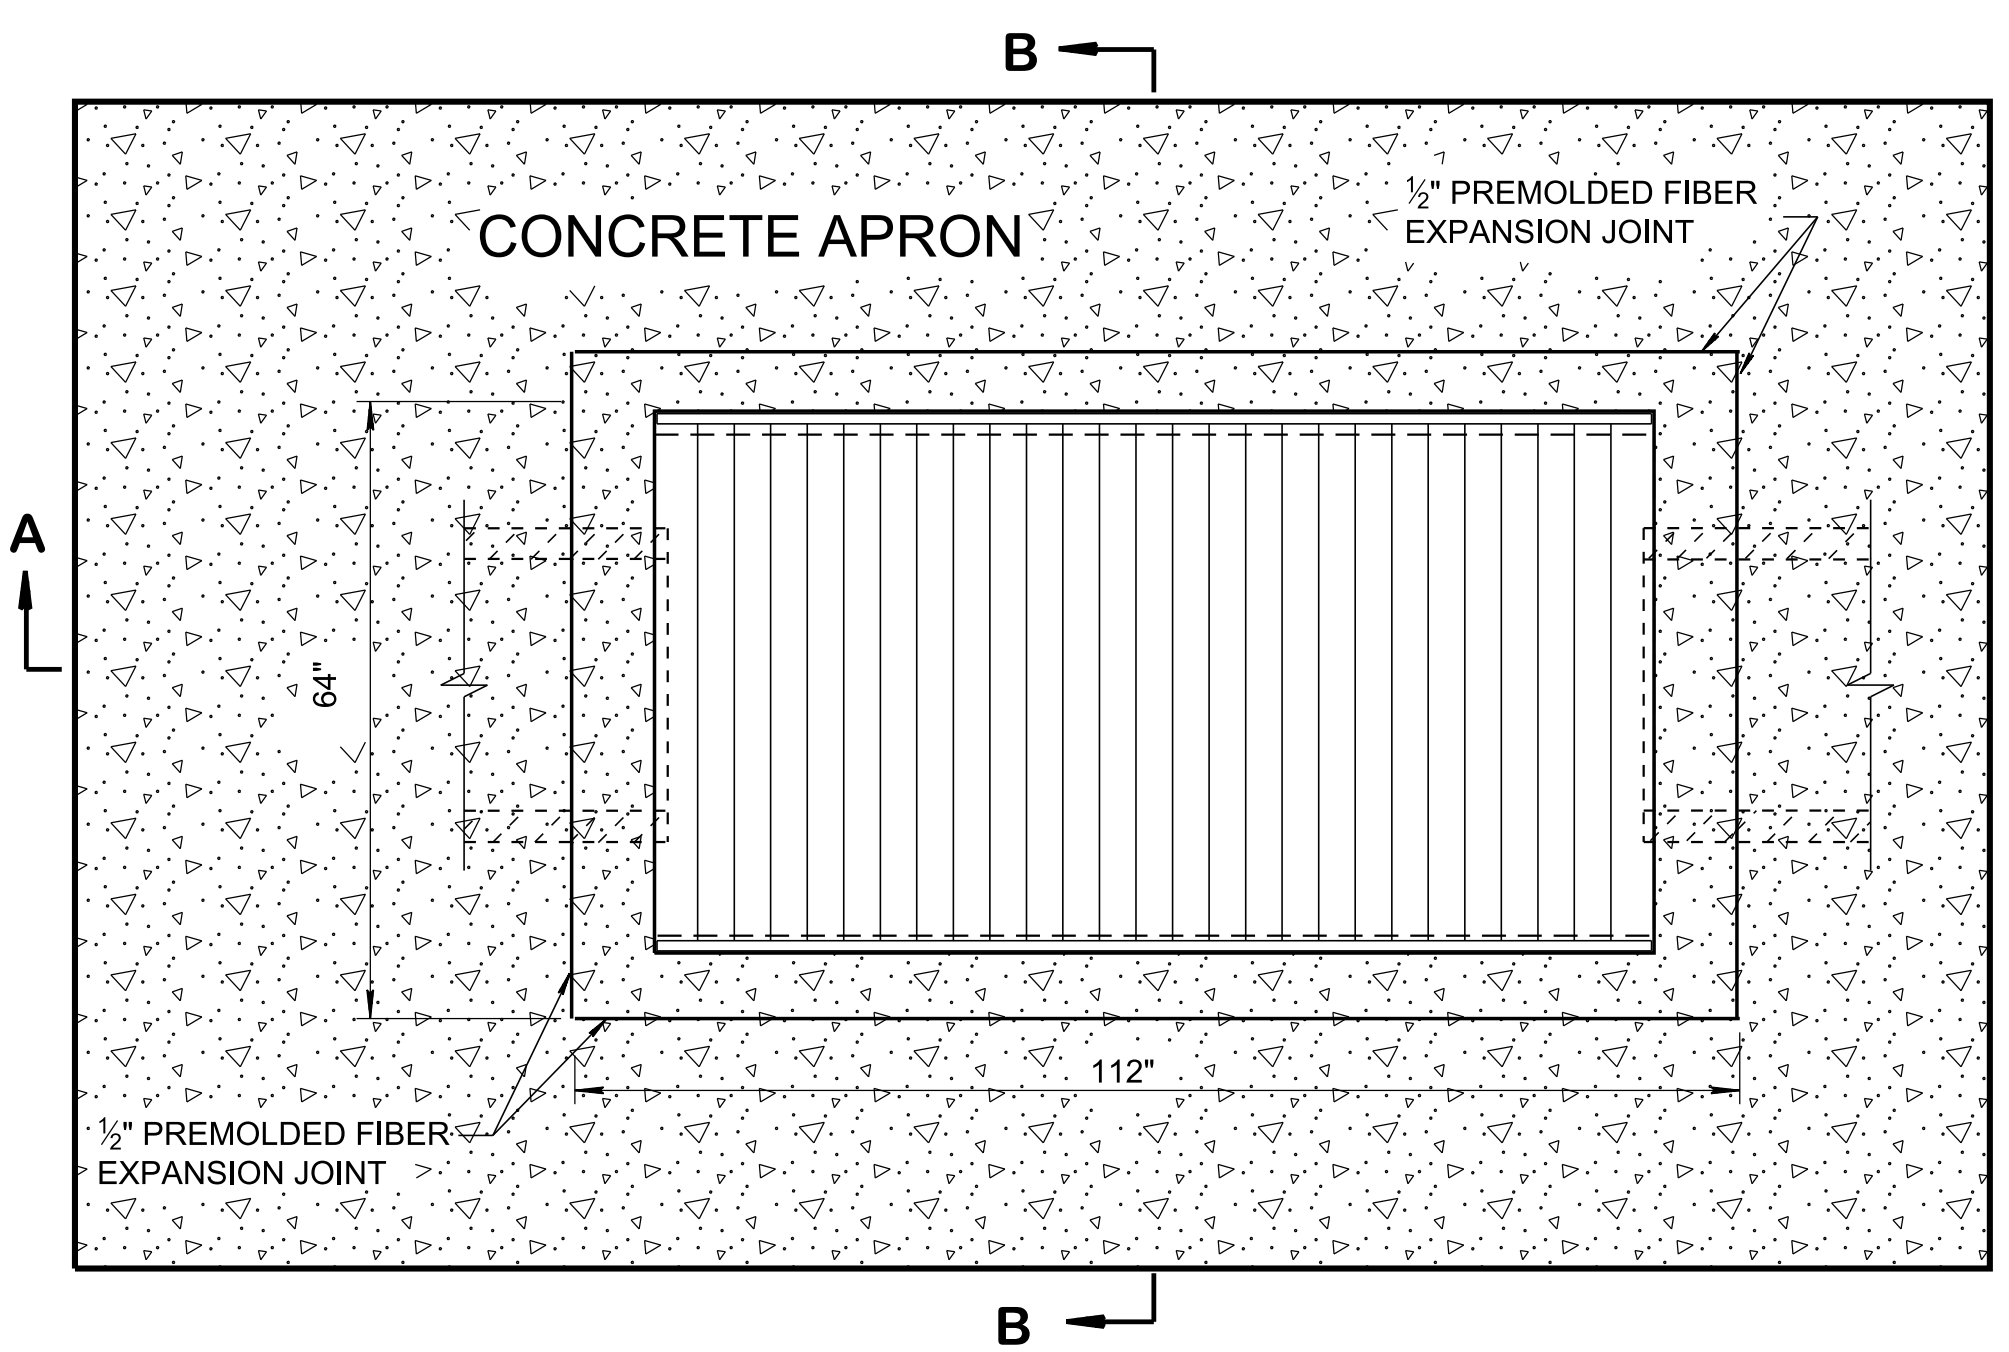 B
CONCRETE APRON
½" PREMOLDED FIBER
EXPANSION JOINT
A
64"
112"
½" PREMOLDED FIBER
EXPANSION JOINT
B